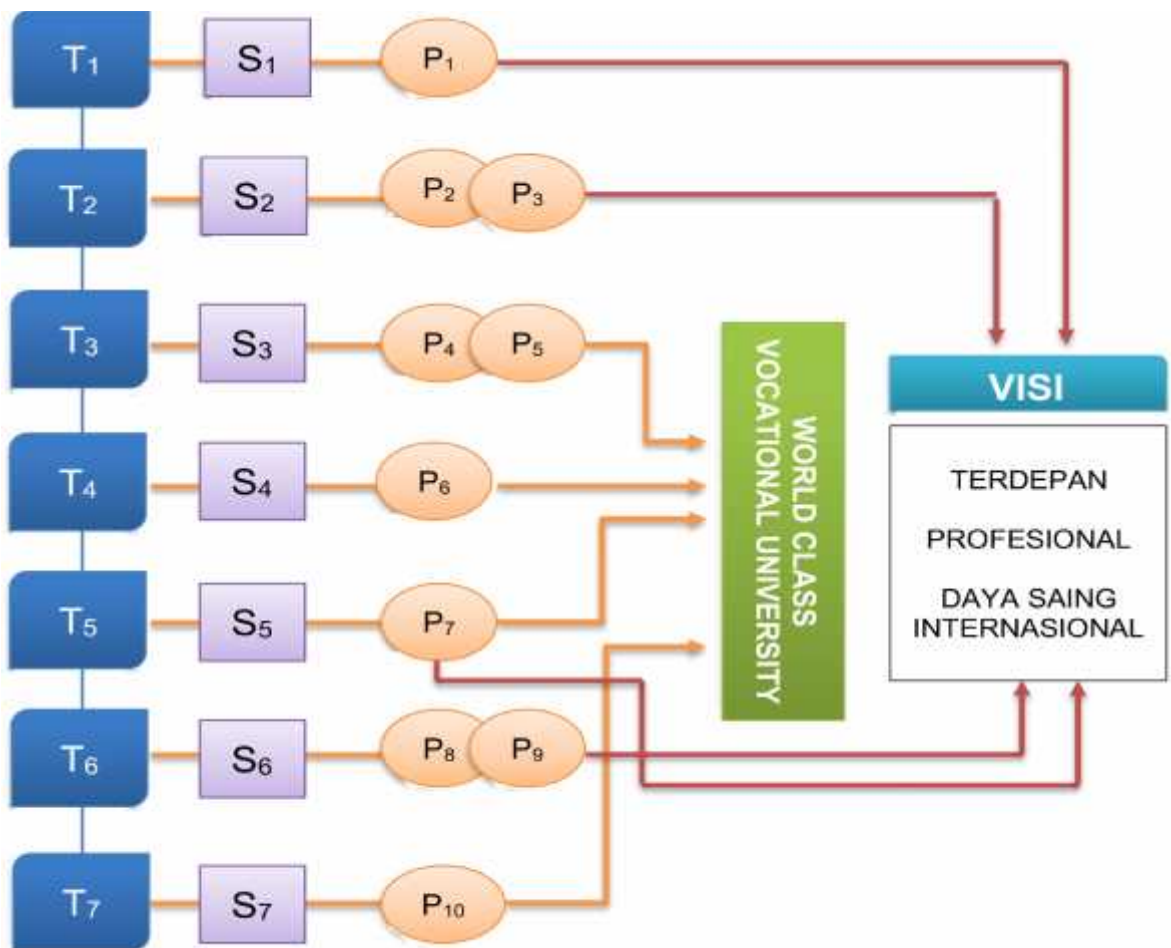 T1
S1
P1
T2
S2
P2
P3
T3
S3
P4
P5
T4
S4
P6
T5
S5
P7
T6
S6
P8
P9
T7
S7
P10
WORLD CLASS
VOCATIONAL UNIVERSITY
VISI
TERDEPAN
PROFESIONAL
DAYA SAING
INTERNASIONAL